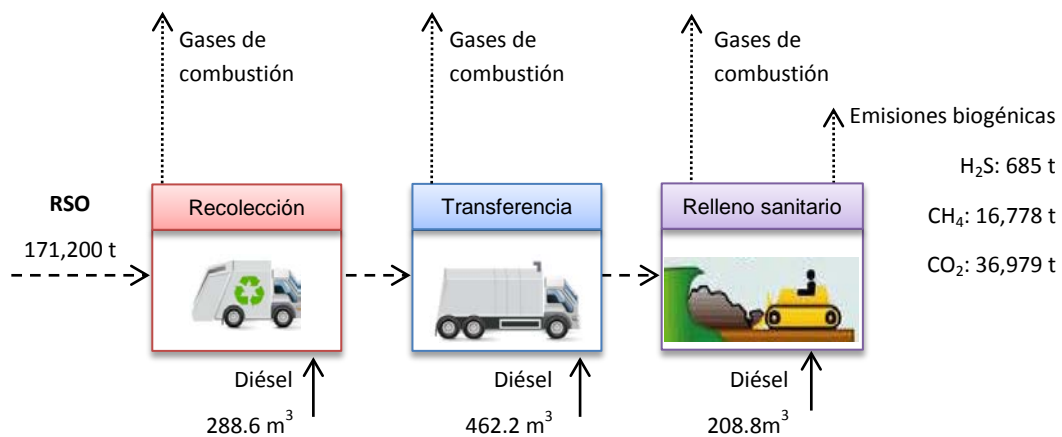 Gases de
combustión
Gases de
combustión
Gases de
combustión
Emisiones biogénicas
H₂S: 685 t
CH₄: 16,778 t
CO₂: 36,979 t
RSO
171,200 t
Recolección
Transferencia
Relleno sanitario
Diésel
288.6 m³
Diésel
462.2 m³
Diésel
208.8m³